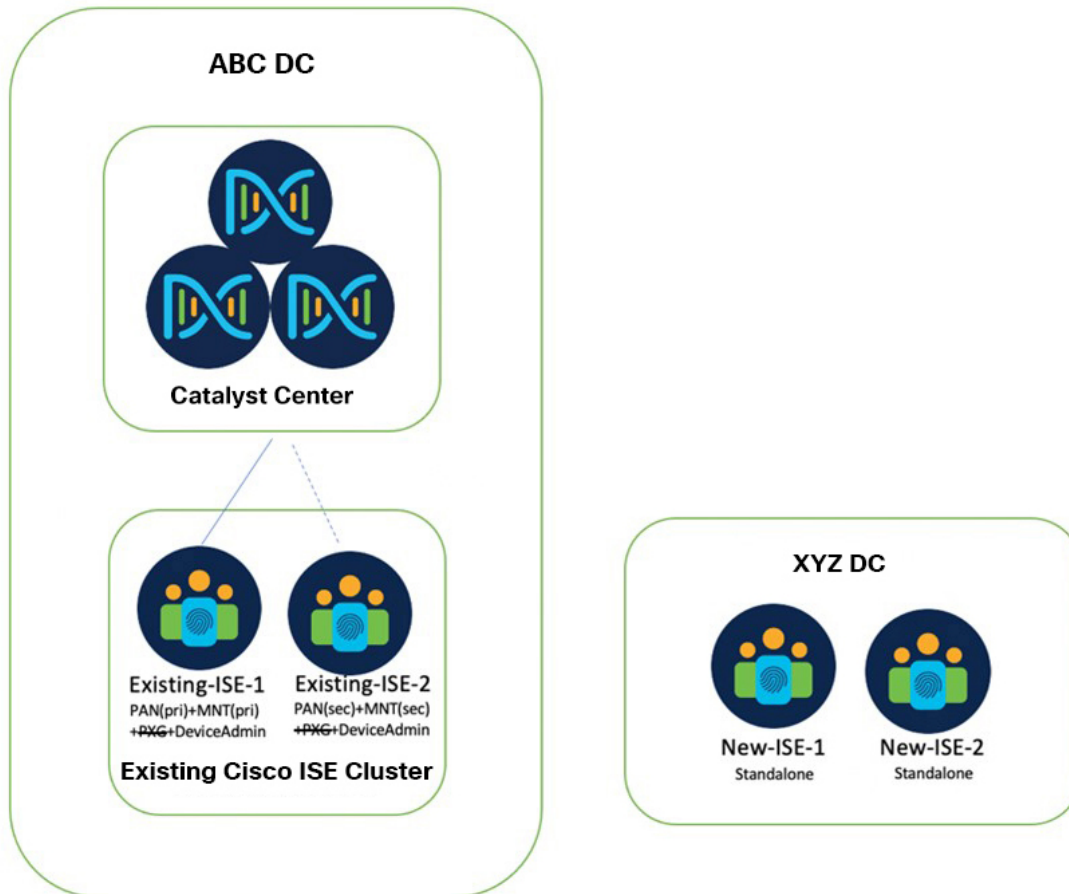 ABC DC
Catalyst Center
Existing-ISE-1
PAN(pri)+MNT(pri)
+PXG+DeviceAdmin
Existing-ISE-2
PAN(sec)+MNT(sec)
+PXG+DeviceAdmin
Existing Cisco ISE Cluster
XYZ DC
New-ISE-1
Standalone
New-ISE-2
Standalone